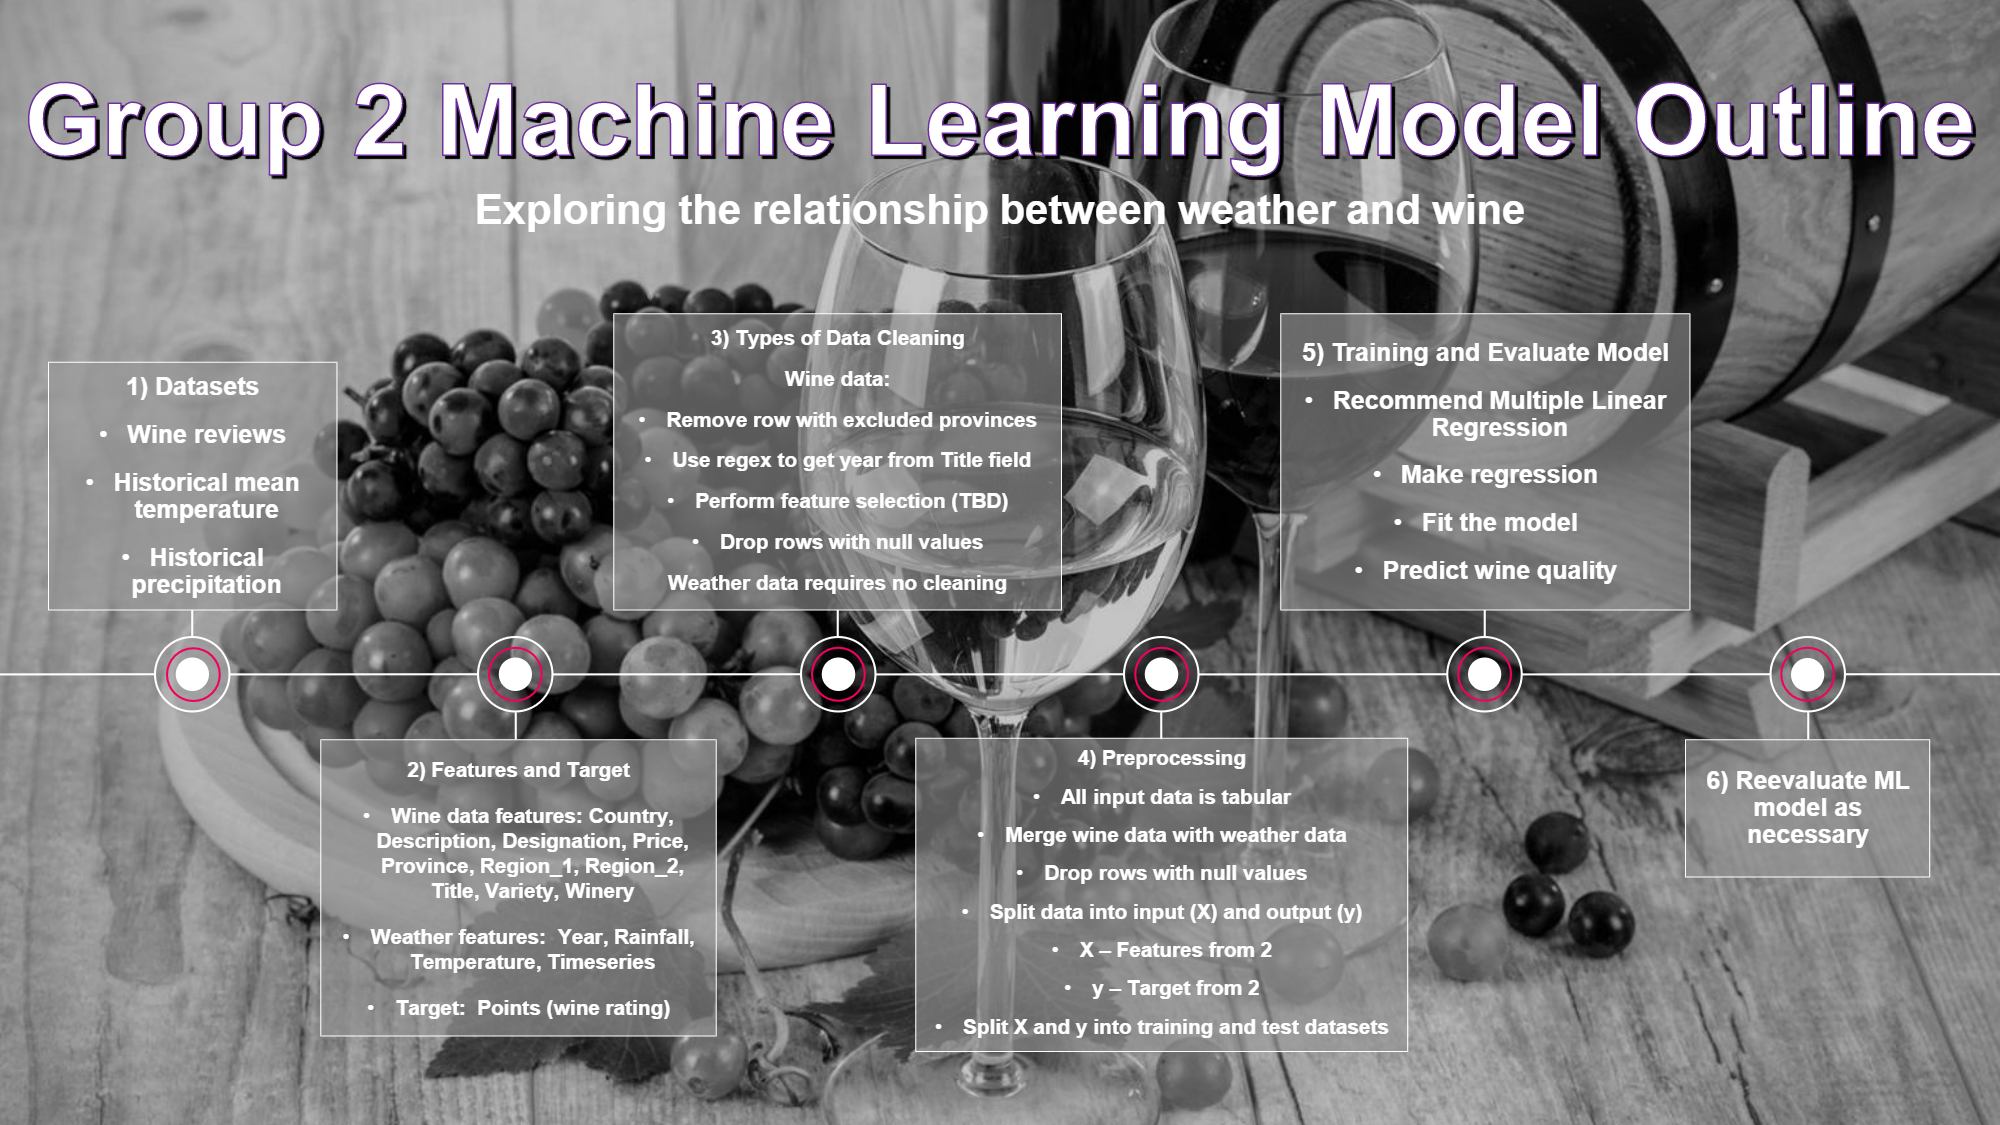 Group 2 Machine Learning Model Outline
Exploring the relationship between weather and wine
1) Datasets
• Wine reviews
• Historical mean
temperature
• Historical
precipitation
2) Features and Target
• Wine data features: Country,
Description, Designation, Price,
Province, Region_1, Region_2,
Title, Variety, Winery
• Weather features:  Year, Rainfall,
Temperature, Timeseries
• Target:  Points (wine rating)
3) Types of Data Cleaning
Wine data:
• Remove row with excluded provinces
• Use regex to get year from Title field
• Perform feature selection (TBD)
• Drop rows with null values
Weather data requires no cleaning
4) Preprocessing
• All input data is tabular
• Merge wine data with weather data
• Drop rows with null values
• Split data into input (X) and output (y)
• X – Features from 2
• y – Target from 2
• Split X and y into training and test datasets
5) Training and Evaluate Model
• Recommend Multiple Linear
Regression
• Make regression
• Fit the model
• Predict wine quality
6) Reevaluate ML
model as
necessary